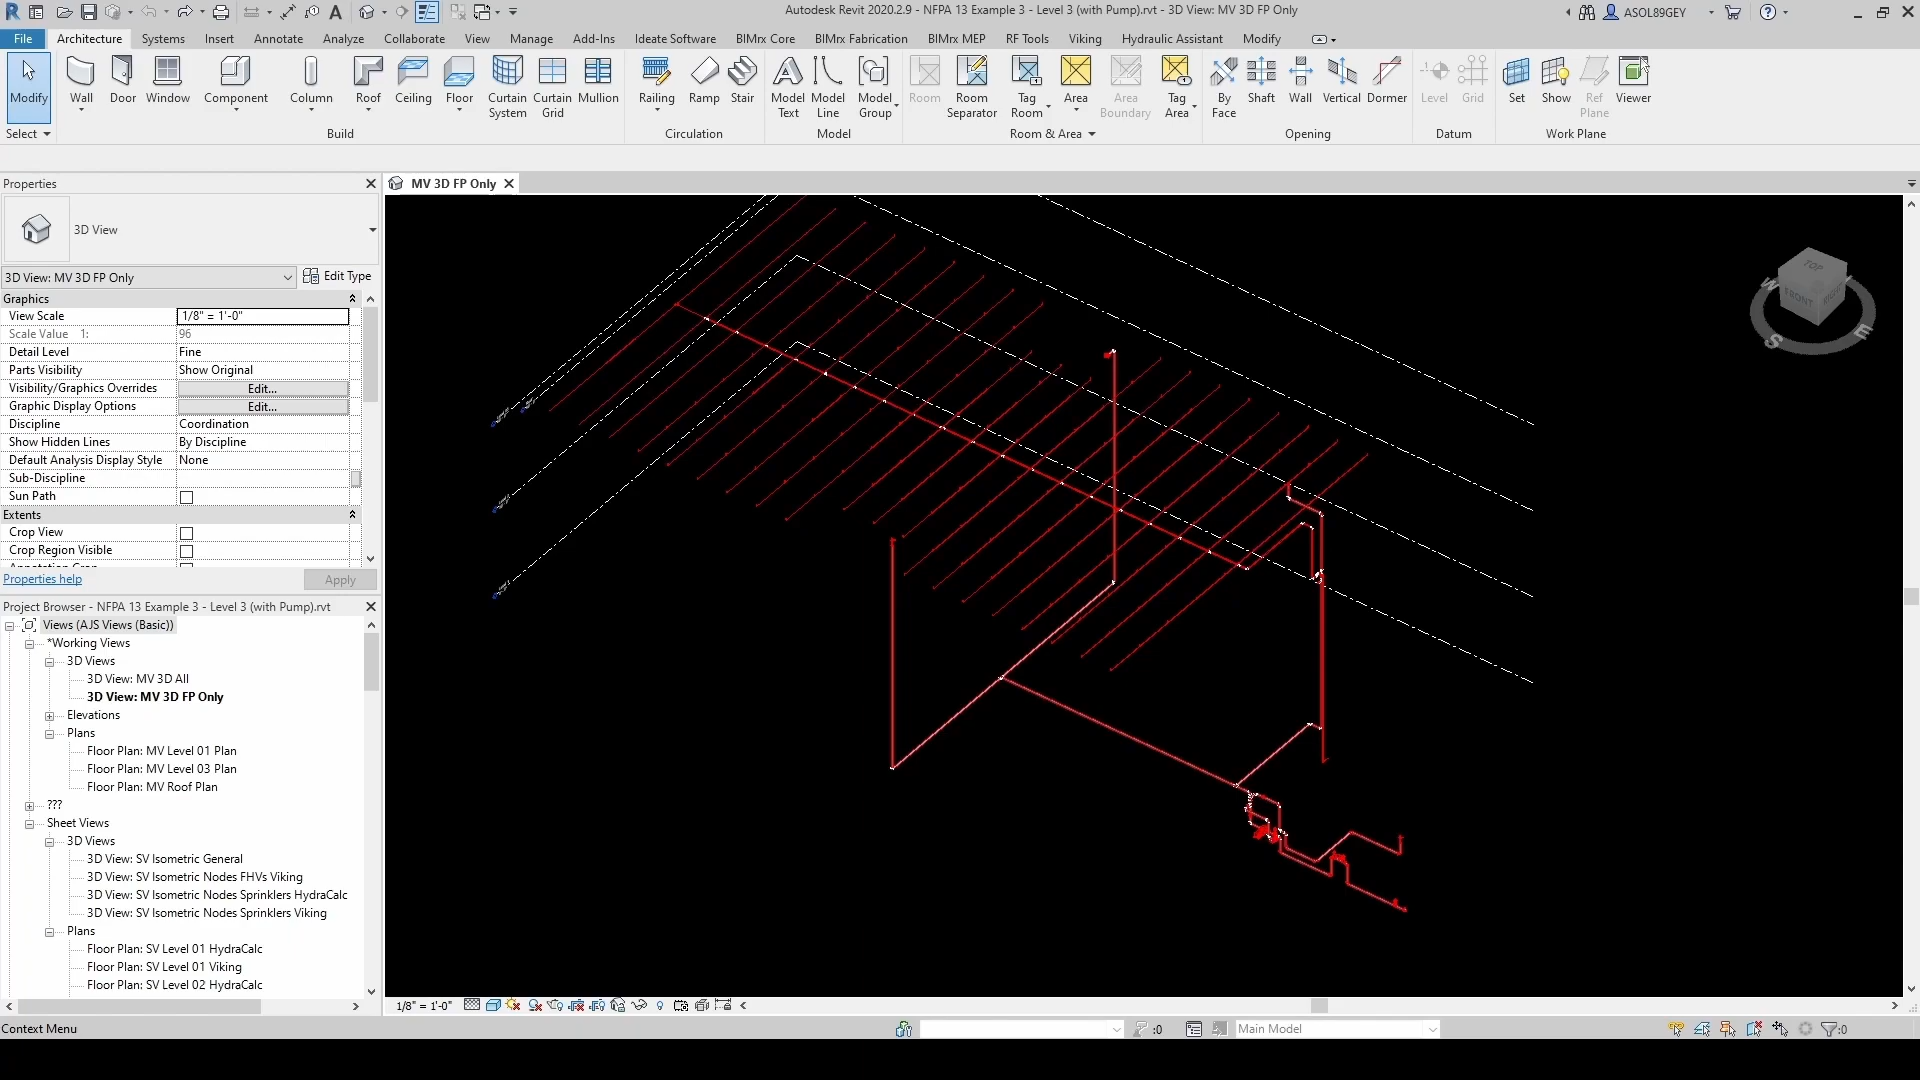 Autodesk Revit 2020.2.9 - NFPA 13 Example 3 - Level 3 (with Pump).rvt - 3D View: MV 3D FP Only
ASOL89GEY
File Architecture Systems Insert Annotate Analyze Collaborate View Manage Add-Ins Ideate Software BIMrx Core BIMrx Fabrication BIMrx MEP RF Tools Viking Hydraulic Assistant Modify
Modify Wall Door Window Component Column Roof Ceiling Floor Curtain System Curtain Grid Mullion Railing Ramp Stair Model Text Model Line Model Group Room Room Separator Tag Room Area Area Boundary Tag Area By Face Shaft Wall Vertical Dormer Level Grid Set Show Ref Plane Viewer
Select Build Circulation Model Room & Area Opening Datum Work Plane
Properties
MV 3D FP Only
3D View
3D View: MV 3D FP Only Edit Type
Graphics
View Scale 1/8" = 1'-0"
Scale Value 1: 96
Detail Level Fine
Parts Visibility Show Original
Visibility/Graphics Overrides Edit...
Graphic Display Options Edit...
Discipline Coordination
Show Hidden Lines By Discipline
Default Analysis Display Style None
Sub-Discipline
Sun Path
Extents
Crop View
Crop Region Visible
Properties help Apply
Project Browser - NFPA 13 Example 3 - Level 3 (with Pump).rvt
Views (AJS Views (Basic))
*Working Views
3D Views
3D View: MV 3D All
3D View: MV 3D FP Only
Elevations
Plans
Floor Plan: MV Level 01 Plan
Floor Plan: MV Level 03 Plan
Floor Plan: MV Roof Plan
???
Sheet Views
3D Views
3D View: SV Isometric General
3D View: SV Isometric Nodes FHVs Viking
3D View: SV Isometric Nodes Sprinklers HydraCalc
3D View: SV Isometric Nodes Sprinklers Viking
Plans
Floor Plan: SV Level 01 HydraCalc
Floor Plan: SV Level 01 Viking
Floor Plan: SV Level 02 HydraCalc
TOP
FRONT
RIGHT
W
S
E
1/8" = 1'-0"
Context Menu
:0
Main Model
:0